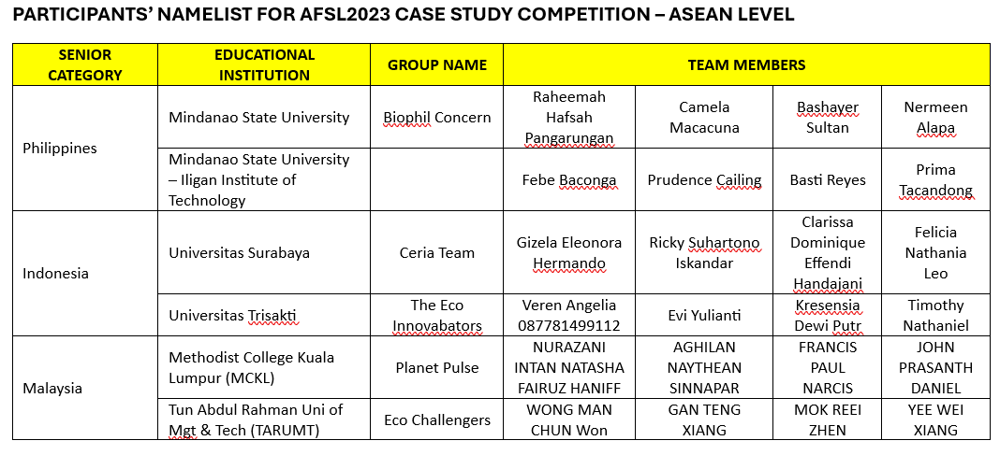 PARTICIPANTS’ NAMELIST FOR AFSL2023 CASE STUDY COMPETITION – ASEAN LEVEL
SENIOR
CATEGORY
EDUCATIONAL
INSTITUTION
GROUP NAME
TEAM MEMBERS
Philippines
Mindanao State University
Biophil Concern
Raheemah
Hafsah
Pangarungan
Camela
Macacuna
Bashayer
Sultan
Nermeen
Alapa
Mindanao State University
– Iligan Institute of
Technology
Febe Baconga
Prudence Cailing
Basti Reyes
Prima
Tacandong
Indonesia
Universitas Surabaya
Ceria Team
Gizela Eleonora
Hermando
Ricky Suhartono
Iskandar
Clarissa
Dominique
Effendi
Handajani
Felicia
Nathania
Leo
Universitas Trisakti
The Eco
Innovabators
Veren Angelia
087781499112
Evi Yulianti
Kresensia
Dewi Putr
Timothy
Nathaniel
Malaysia
Methodist College Kuala
Lumpur (MCKL)
Planet Pulse
NURAZANI
INTAN NATASHA
FAIRUZ HANIFF
AGHILAN
NAYTHEAN
SINNAPAR
FRANCIS
PAUL
NARCIS
JOHN
PRASANTH
DANIEL
Tun Abdul Rahman Uni of
Mgt & Tech (TARUMT)
Eco Challengers
WONG MAN
CHUN Won
GAN TENG
XIANG
MOK REEI
ZHEN
YEE WEI
XIANG